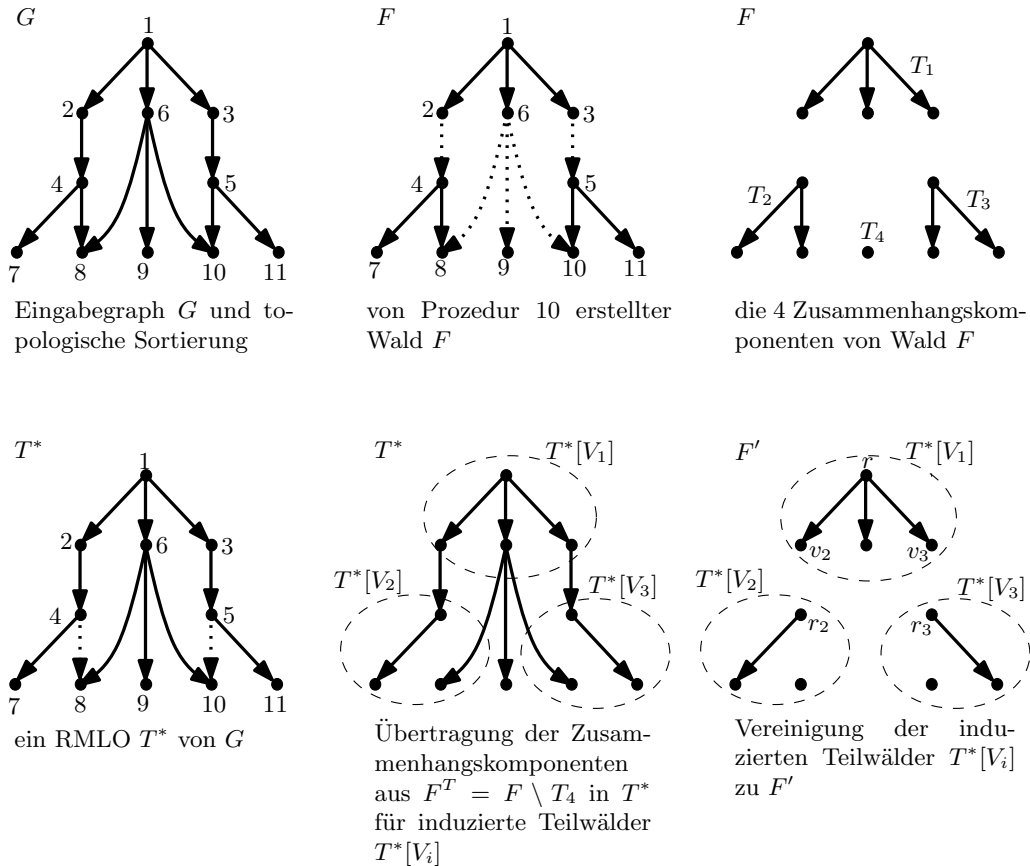 G
1
2
6
3
4
5
7
8
9
10
11
Eingabegraph G und to-
pologische Sortierung
F
1
2
6
3
4
5
7
8
9
10
11
von Prozedur 10 erstellter
Wald F
F
T₁
T₂
T₄
T₃
die 4 Zusammenhangskom-
ponenten von Wald F
T*
1
2
6
3
4
5
7
8
9
10
11
ein RMLO T* von G
T*
T*[V₁]
T*[V₂]
T*[V₃]
Übertragung der Zusam-
menhangskomponenten
aus Fᵀ = F \ T₄ in T*
für induzierte Teilwälder
T*[Vᵢ]
F′
r
T*[V₁]
v₂
v₃
T*[V₂]
T*[V₃]
r₂
r₃
Vereinigung der indu-
zierten Teilwälder T*[Vᵢ]
zu F′